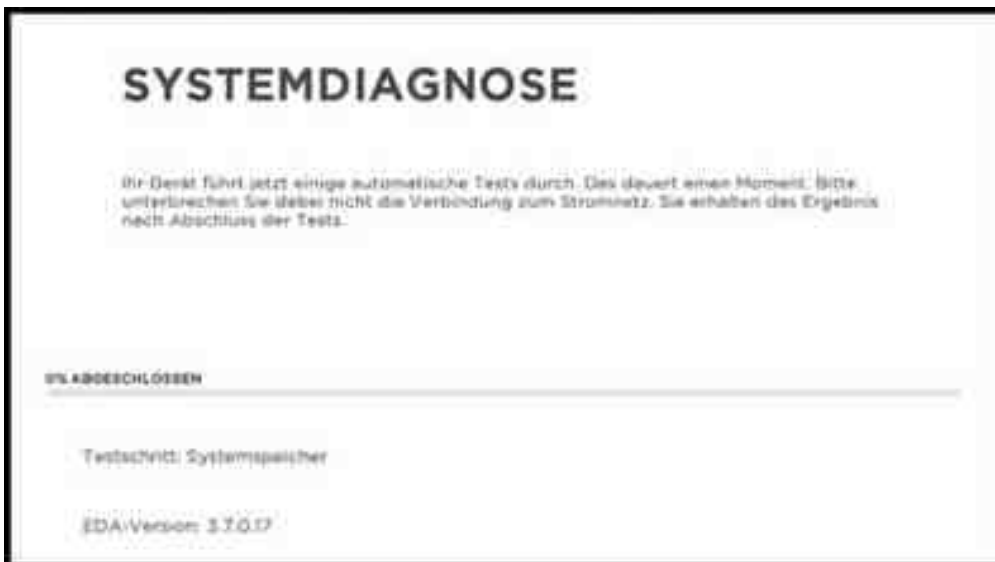 SYSTEMDIAGNOSE
Ihr Gerät führt jetzt einige automatische Tests durch. Das dauert einen Moment. Bitte
unterbrechen Sie dabei nicht die Verbindung zum Stromnetz. Sie erhalten das Ergebnis
nach Abschluss der Tests.
0% ABGESCHLOSSEN
Testschritt: Systemspeicher
EDA-Version: 3.7.0.17